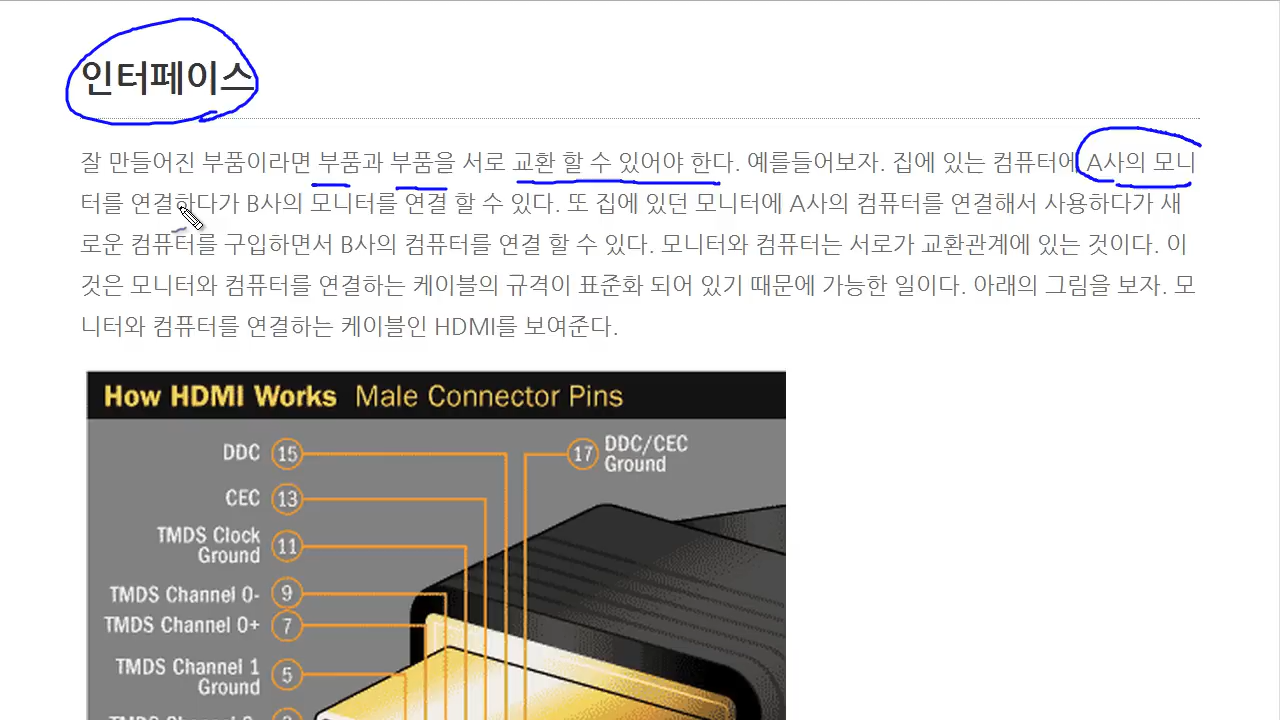 인터페이스
잘 만들어진 부품이라면 부품과 부품을 서로 교환 할 수 있어야 한다. 예를들어보자. 집에 있는 컴퓨터에 A사의 모니
터를 연결하다가 B사의 모니터를 연결 할 수 있다. 또 집에 있던 모니터에 A사의 컴퓨터를 연결해서 사용하다가 새
로운 컴퓨터를 구입하면서 B사의 컴퓨터를 연결 할 수 있다. 모니터와 컴퓨터는 서로가 교환관계에 있는 것이다. 이
것은 모니터와 컴퓨터를 연결하는 케이블의 규격이 표준화 되어 있기 때문에 가능한 일이다. 아래의 그림을 보자. 모
니터와 컴퓨터를 연결하는 케이블인 HDMI를 보여준다.
How HDMI Works Male Connector Pins
DDC 15
17 DDC/CEC
Ground
CEC 13
TMDS Clock
Ground 11
TMDS Channel 0- 9
TMDS Channel 0+ 7
TMDS Channel 1
Ground 5